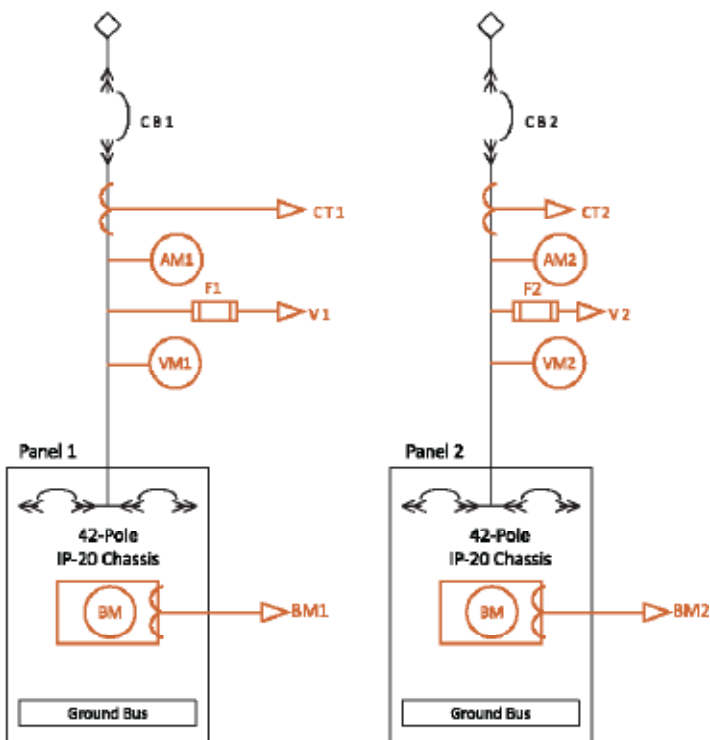 CB1
CT1
AM1
F1
V1
VM1
Panel 1
42-Pole
IP-20 Chassis
BM
BM1
Ground Bus
CB2
CT2
AM2
F2
V2
VM2
Panel 2
42-Pole
IP-20 Chassis
BM
BM2
Ground Bus